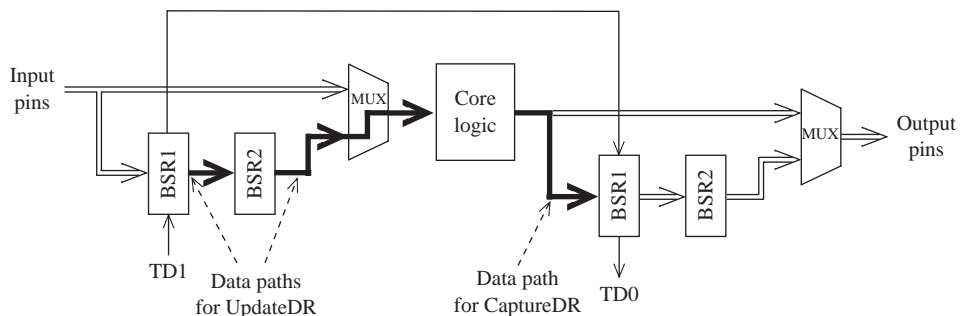 Input
pins
MUX
Core
logic
MUX
Output
pins
BSR1
BSR2
BSR1
BSR2
TD1
Data paths
for UpdateDR
Data path
for CaptureDR
TD0